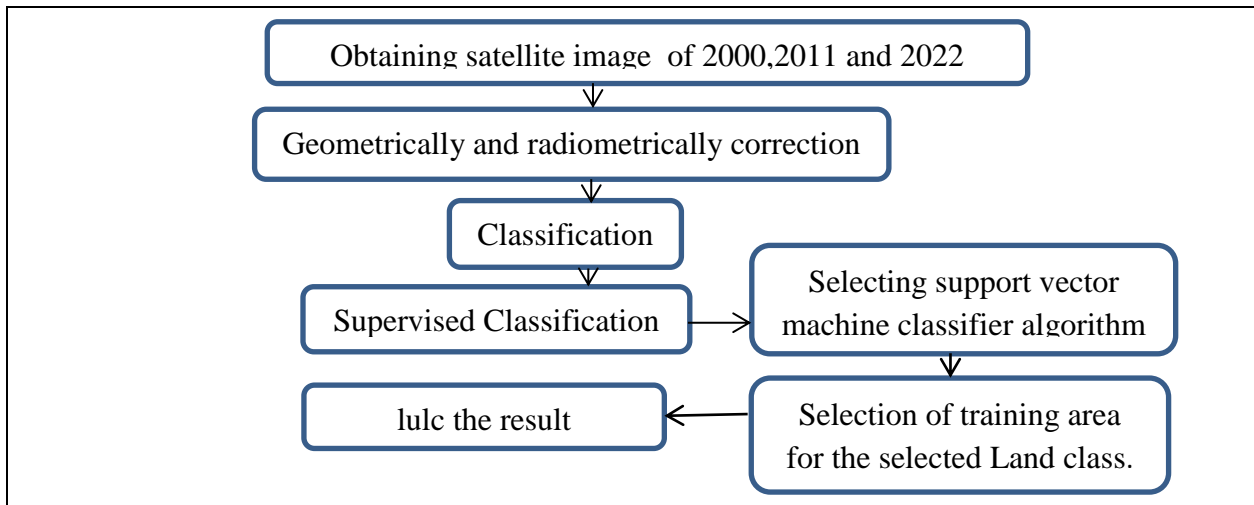 Obtaining satellite image of 2000,2011 and 2022
Geometrically and radiometrically correction
Classification
Supervised Classification
Selecting support vector
machine classifier algorithm
Selection of training area
for the selected Land class.
lulc the result